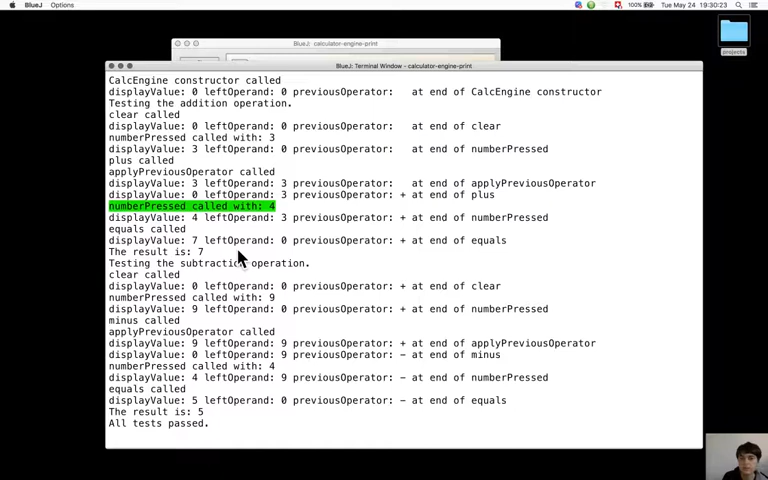 BlueJ Options 100% Tue May 24 19:30:23
BlueJ: calculator-engine-print
projects
BlueJ: Terminal Window - calculator-engine-print
CalcEngine constructor called
displayValue: 0 leftOperand: 0 previousOperator:   at end of CalcEngine constructor
Testing the addition operation.
clear called
displayValue: 0 leftOperand: 0 previousOperator:   at end of clear
numberPressed called with: 3
displayValue: 3 leftOperand: 0 previousOperator:   at end of numberPressed
plus called
applyPreviousOperator called
displayValue: 3 leftOperand: 3 previousOperator:   at end of applyPreviousOperator
displayValue: 0 leftOperand: 3 previousOperator: + at end of plus
numberPressed called with: 4
displayValue: 4 leftOperand: 3 previousOperator: + at end of numberPressed
equals called
displayValue: 7 leftOperand: 0 previousOperator: + at end of equals
The result is: 7
Testing the subtraction operation.
clear called
displayValue: 0 leftOperand: 0 previousOperator: + at end of clear
numberPressed called with: 9
displayValue: 9 leftOperand: 0 previousOperator: + at end of numberPressed
minus called
applyPreviousOperator called
displayValue: 9 leftOperand: 9 previousOperator: + at end of applyPreviousOperator
displayValue: 0 leftOperand: 9 previousOperator: - at end of minus
numberPressed called with: 4
displayValue: 4 leftOperand: 9 previousOperator: - at end of numberPressed
equals called
displayValue: 5 leftOperand: 0 previousOperator: - at end of equals
The result is: 5
All tests passed.